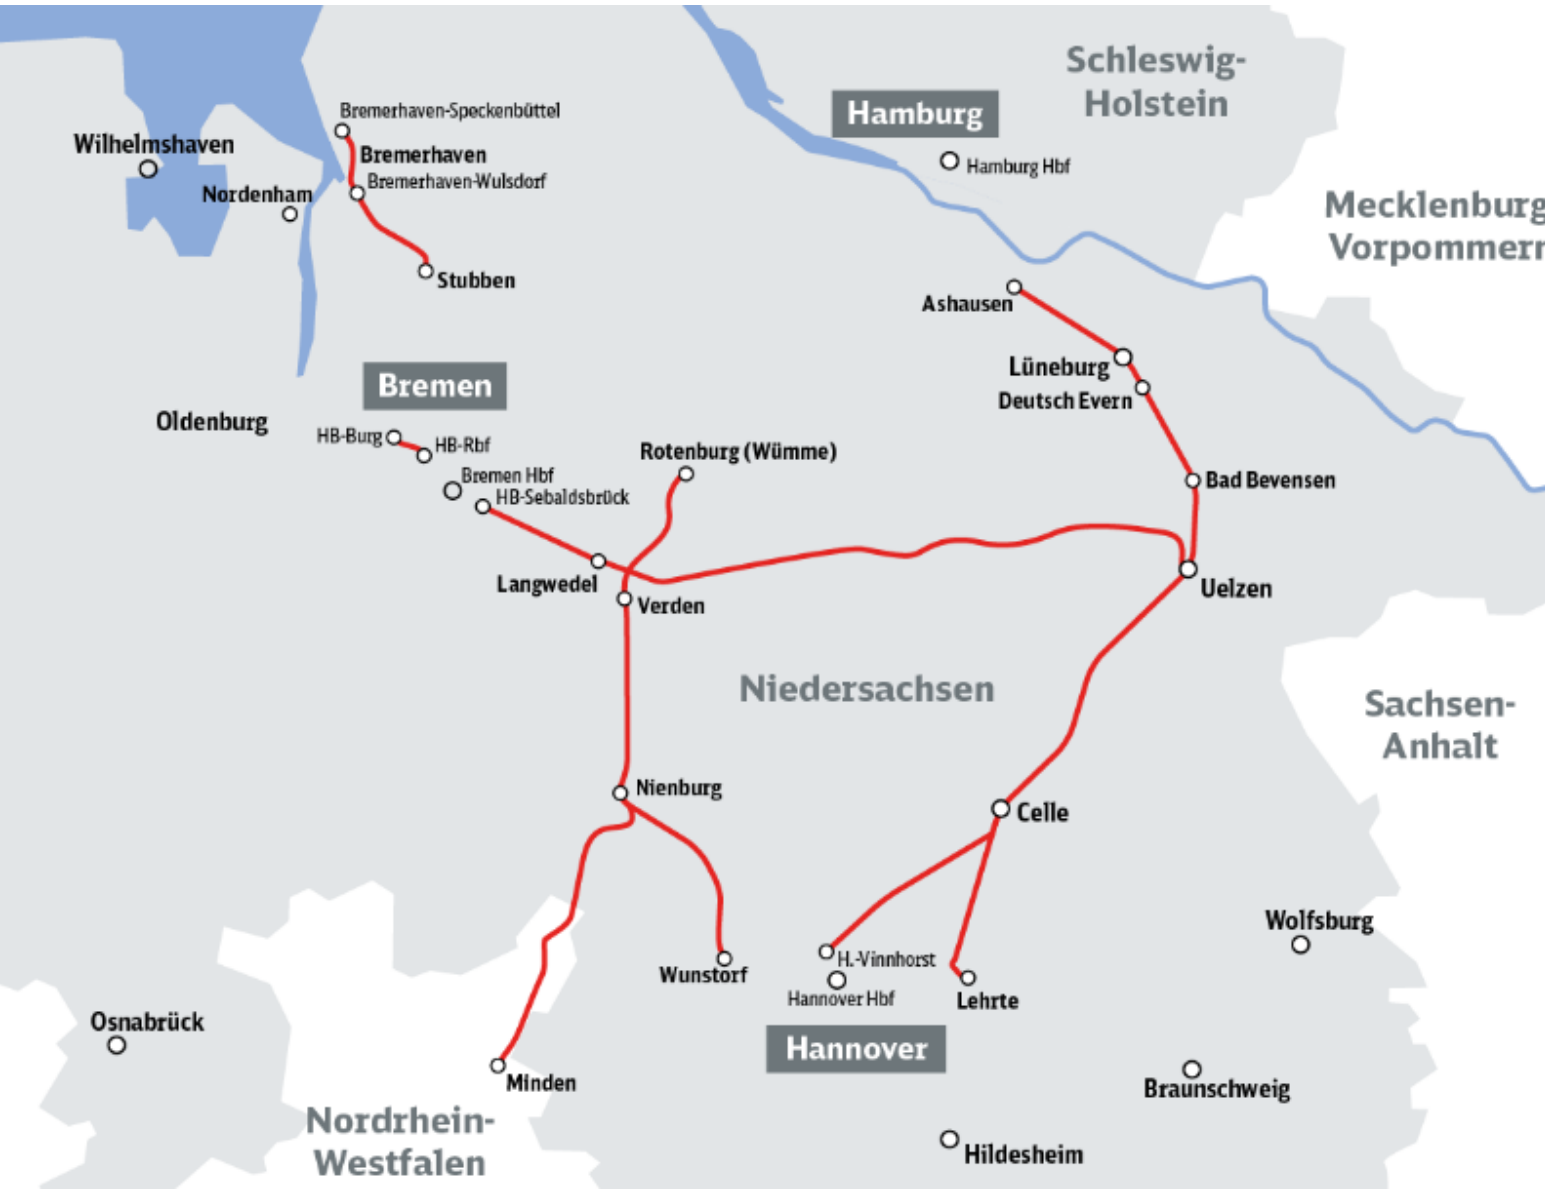 Schleswig-
Holstein
Hamburg
Hamburg Hbf
Bremerhaven-Speckenbüttel
Wilhelmshaven
Bremerhaven
Bremerhaven-Wulsdorf
Nordenham
Mecklenburg
Vorpommern
Stubben
Ashausen
Lüneburg
Deutsch Evern
Bremen
Oldenburg
HB-Burg
HB-Rbf
Rotenburg (Wümme)
Bremen Hbf
HB-Sebaldsbrück
Bad Bevensen
Langwedel
Verden
Uelzen
Niedersachsen
Sachsen-
Anhalt
Nienburg
Celle
Wolfsburg
H.-Vinnhorst
Wunstorf
Hannover Hbf
Lehrte
Osnabrück
Hannover
Minden
Braunschweig
Nordrhein-
Westfalen
Hildesheim